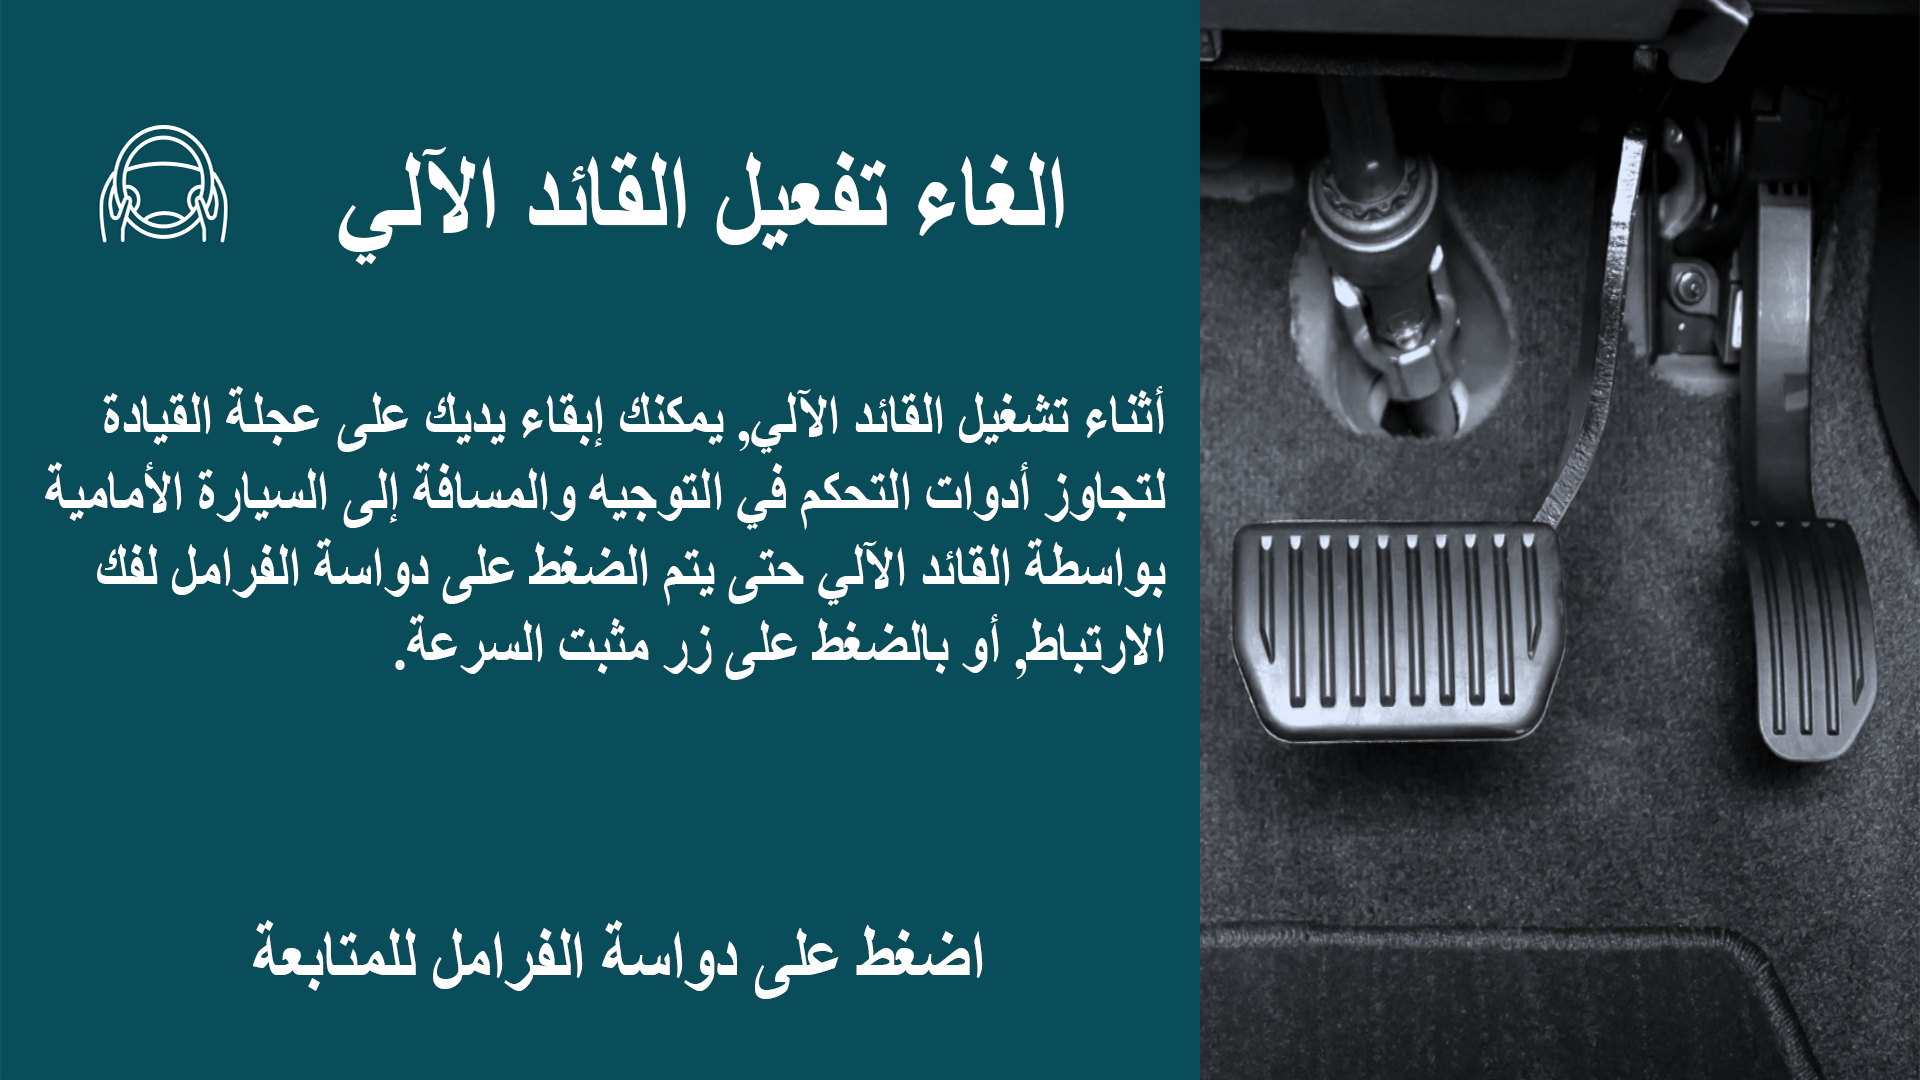 الغاء تفعيل القائد الآلي
أثناء تشغيل القائد الآلي, يمكنك إبقاء يديك على عجلة القيادة
لتجاوز أدوات التحكم في التوجيه والمسافة إلى السيارة الأمامية
بواسطة القائد الآلي حتى يتم الضغط على دواسة الفرامل لفك
الارتباط, أو بالضغط على زر مثبت السرعة.
اضغط على دواسة الفرامل للمتابعة